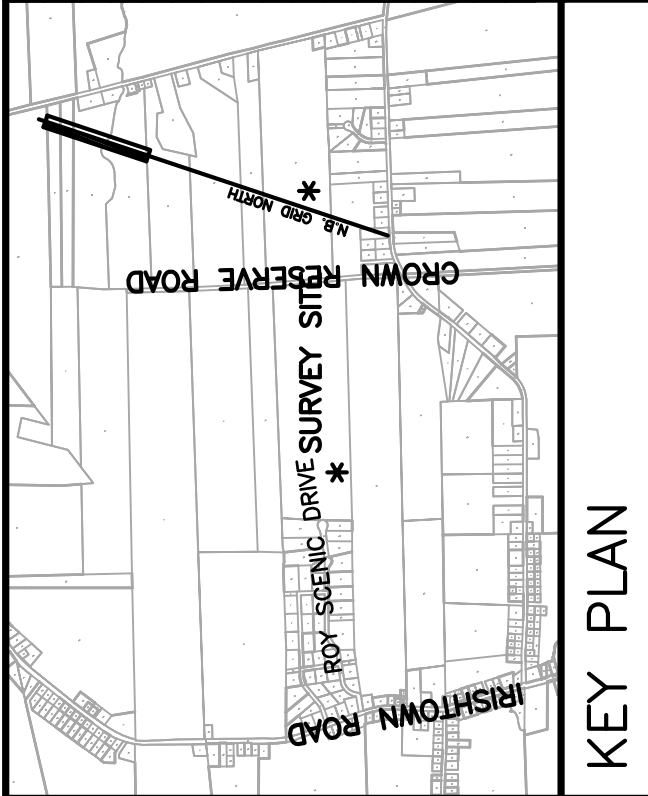 N.B. GRID NORTH
*
CROWN RESERVE ROAD
SURVEY SITE
*
ROY SCENIC DRIVE
IRISHTOWN ROAD
KEY PLAN